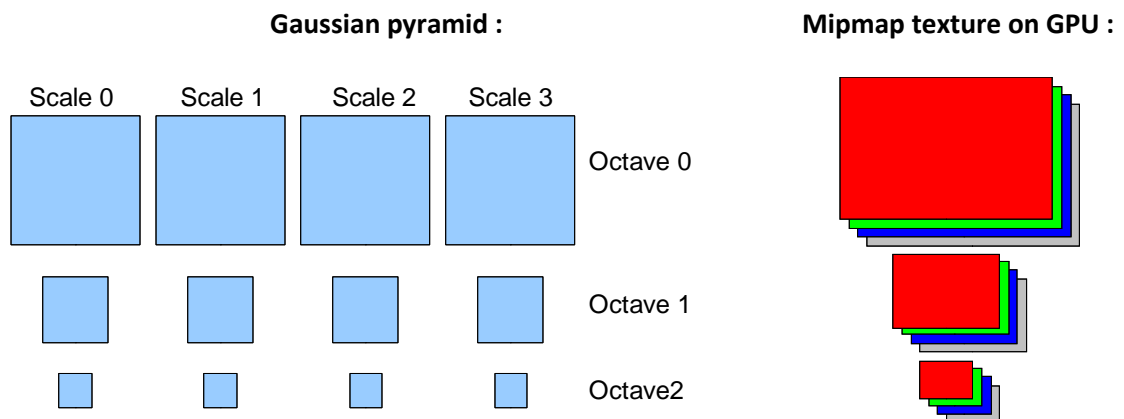 Gaussian pyramid :
Mipmap texture on GPU :
Scale 0
Scale 1
Scale 2
Scale 3
Octave 0
Octave 1
Octave2